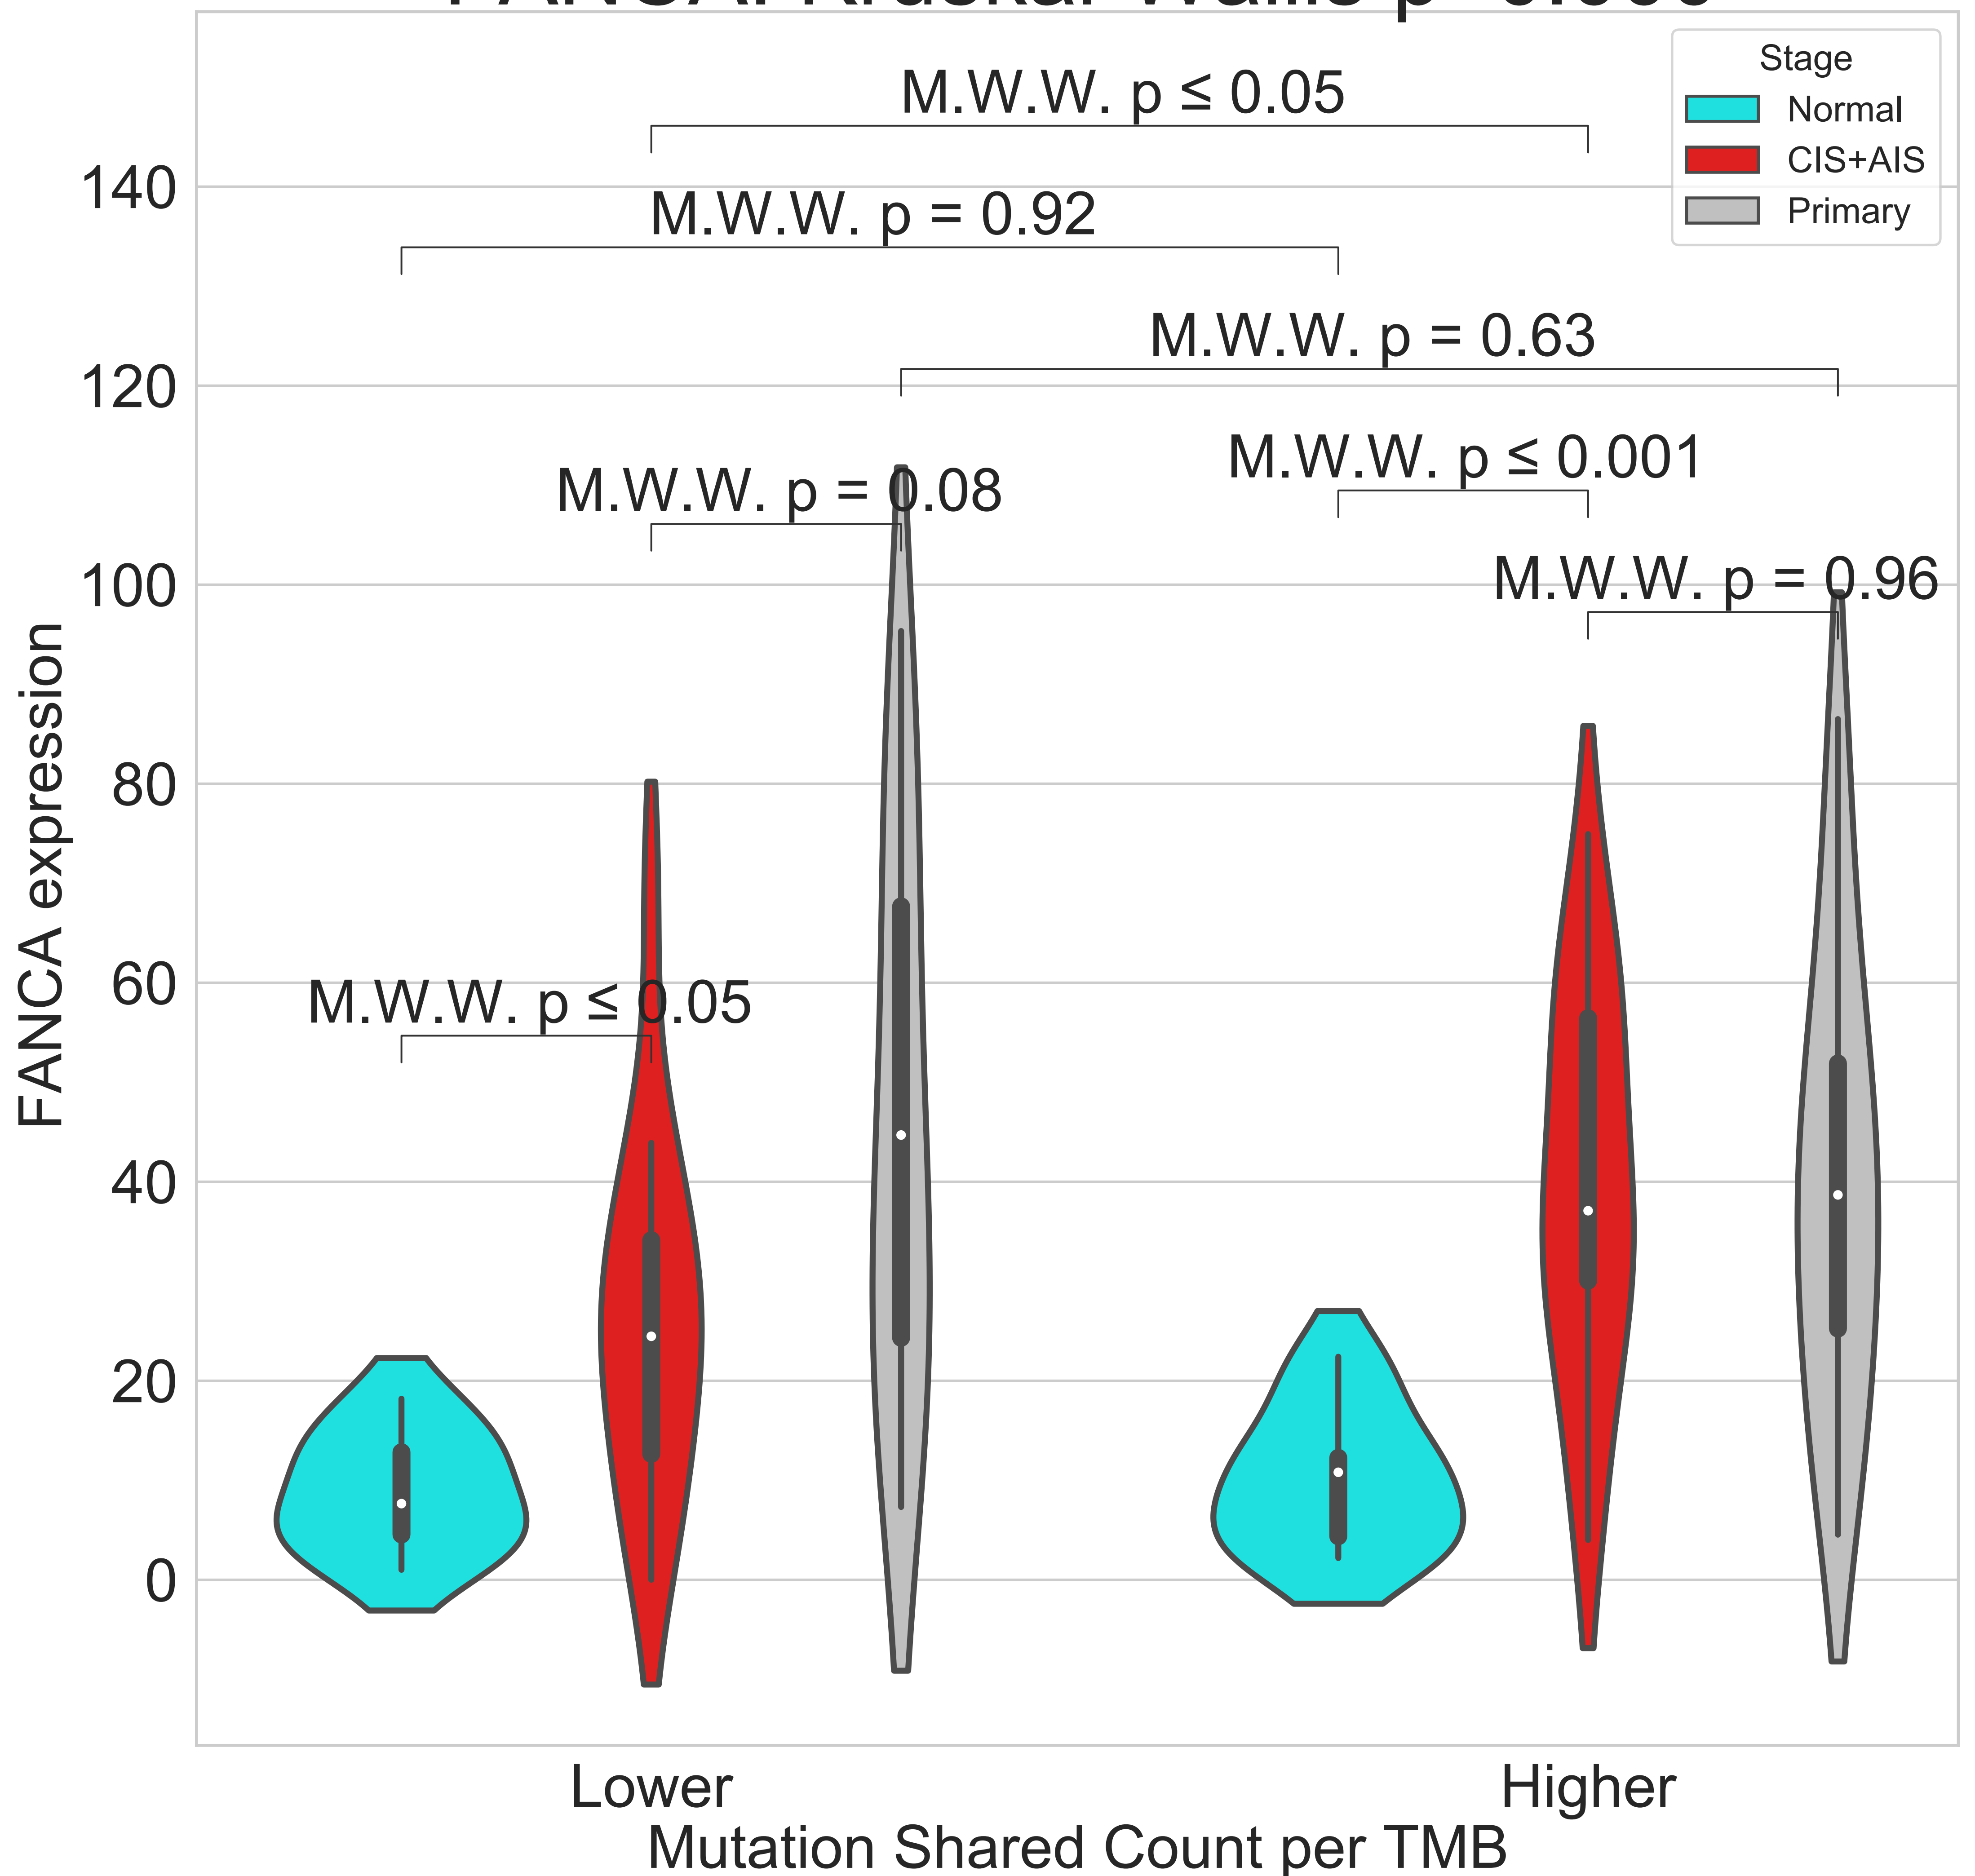 Stage
Normal
CIS+AIS
Primary
M.W.W. p ≤ 0.05
M.W.W. p = 0.92
M.W.W. p = 0.63
M.W.W. p ≤ 0.001
M.W.W. p = 0.08
M.W.W. p = 0.96
M.W.W. p ≤ 0.05
140
120
100
80
60
40
20
0
FANCA expression
Lower
Higher
Mutation Shared Count per TMB